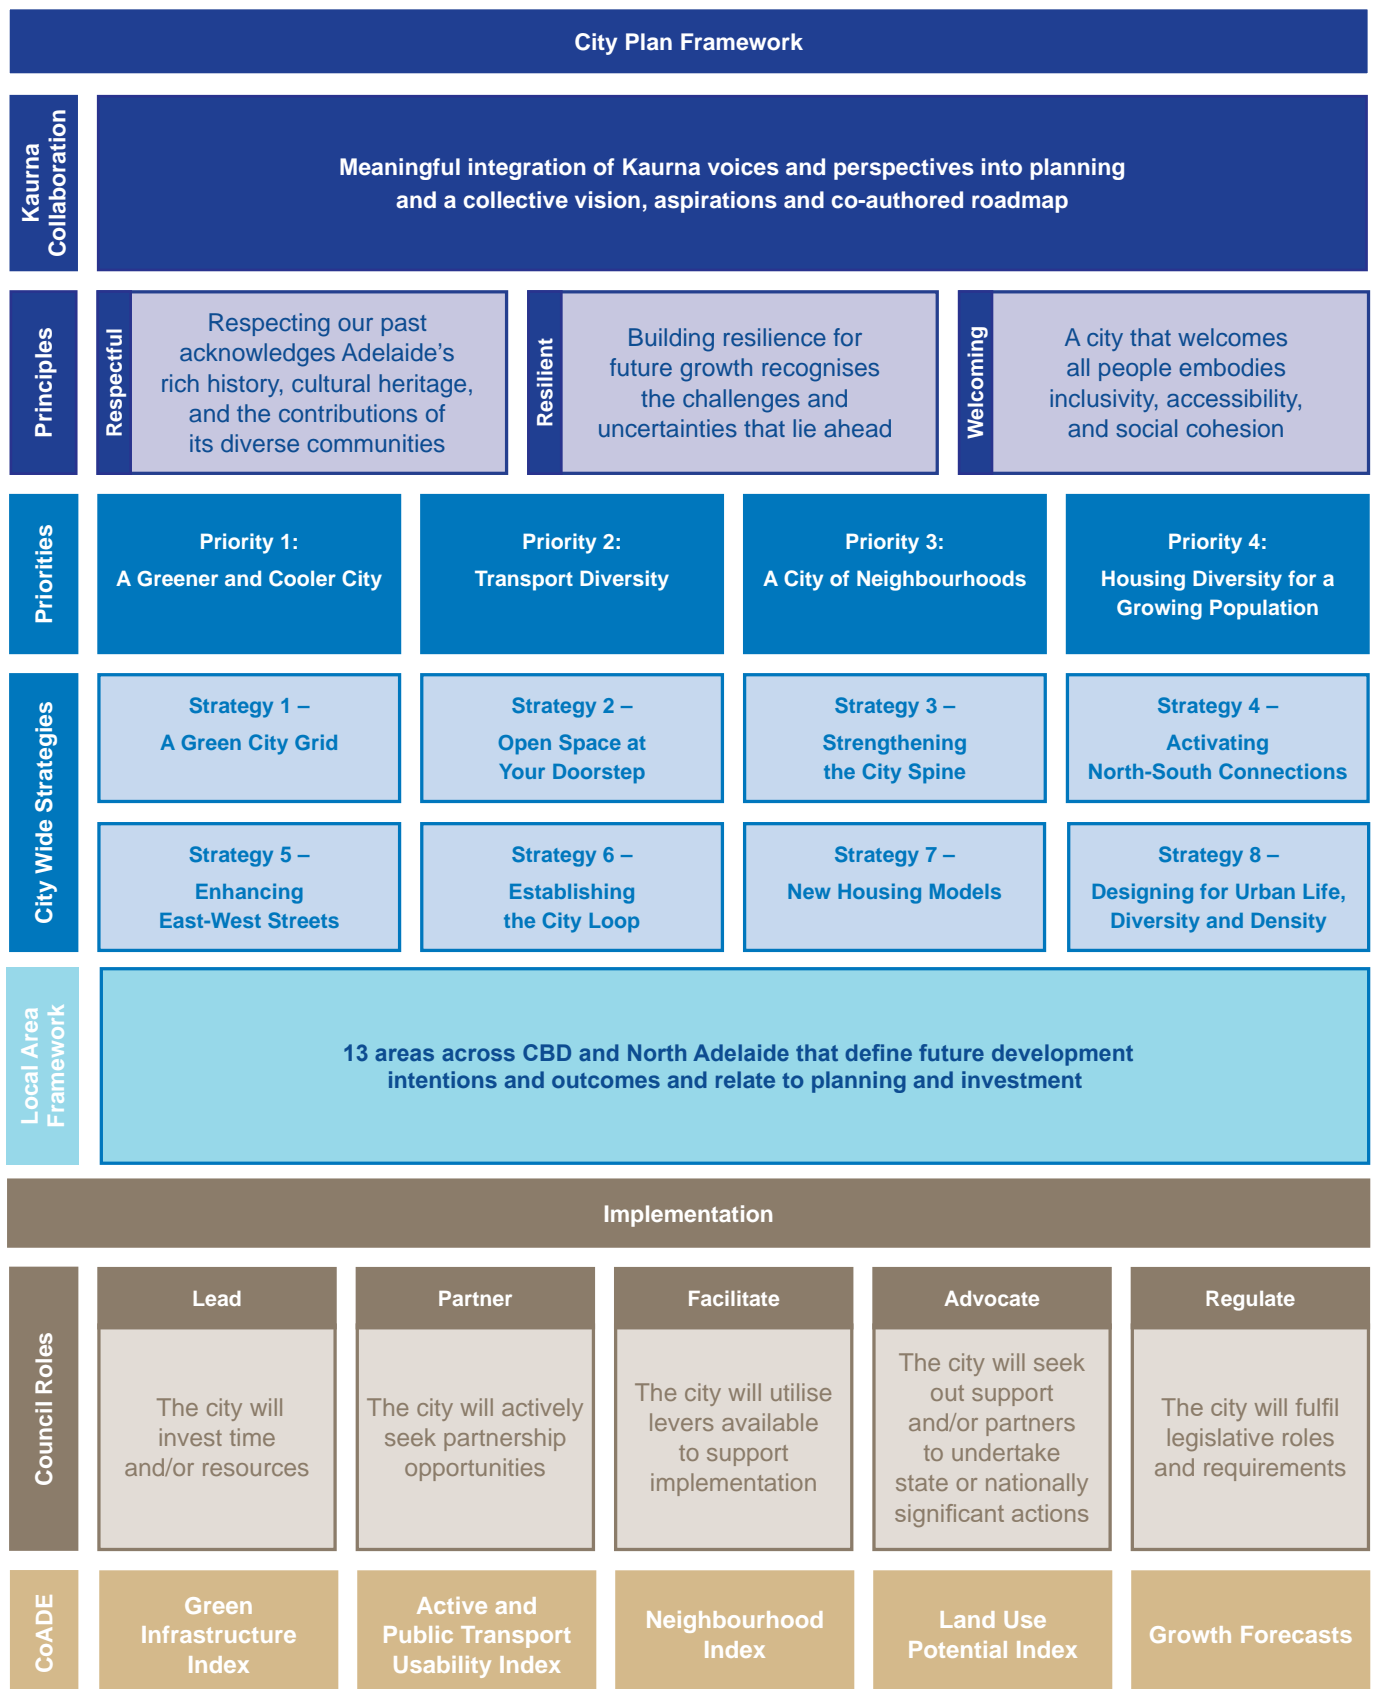 City Plan Framework
Kaurna
Collaboration
Meaningful integration of Kaurna voices and perspectives into planning
and a collective vision, aspirations and co-authored roadmap
Principles
Respectful
Respecting our past
acknowledges Adelaide's
rich history, cultural heritage,
and the contributions of
its diverse communities
Resilient
Building resilience for
future growth recognises
the challenges and
uncertainties that lie ahead
Welcoming
A city that welcomes
all people embodies
inclusivity, accessibility,
and social cohesion
Priorities
Priority 1:
A Greener and Cooler City
Priority 2:
Transport Diversity
Priority 3:
A City of Neighbourhoods
Priority 4:
Housing Diversity for a
Growing Population
City Wide Strategies
Strategy 1 –
A Green City Grid
Strategy 2 –
Open Space at
Your Doorstep
Strategy 3 –
Strengthening
the City Spine
Strategy 4 –
Activating
North-South Connections
Strategy 5 –
Enhancing
East-West Streets
Strategy 6 –
Establishing
the City Loop
Strategy 7 –
New Housing Models
Strategy 8 –
Designing for Urban Life,
Diversity and Density
Local Area
Framework
13 areas across CBD and North Adelaide that define future development
intentions and outcomes and relate to planning and investment
Implementation
Council Roles
Lead
The city will
invest time
and/or resources
Partner
The city will actively
seek partnership
opportunities
Facilitate
The city will utilise
levers available
to support
implementation
Advocate
The city will seek
out support
and/or partners
to undertake
state or nationally
significant actions
Regulate
The city will fulfil
legislative roles
and requirements
CoADE
Green
Infrastructure
Index
Active and
Public Transport
Usability Index
Neighbourhood
Index
Land Use
Potential Index
Growth Forecasts